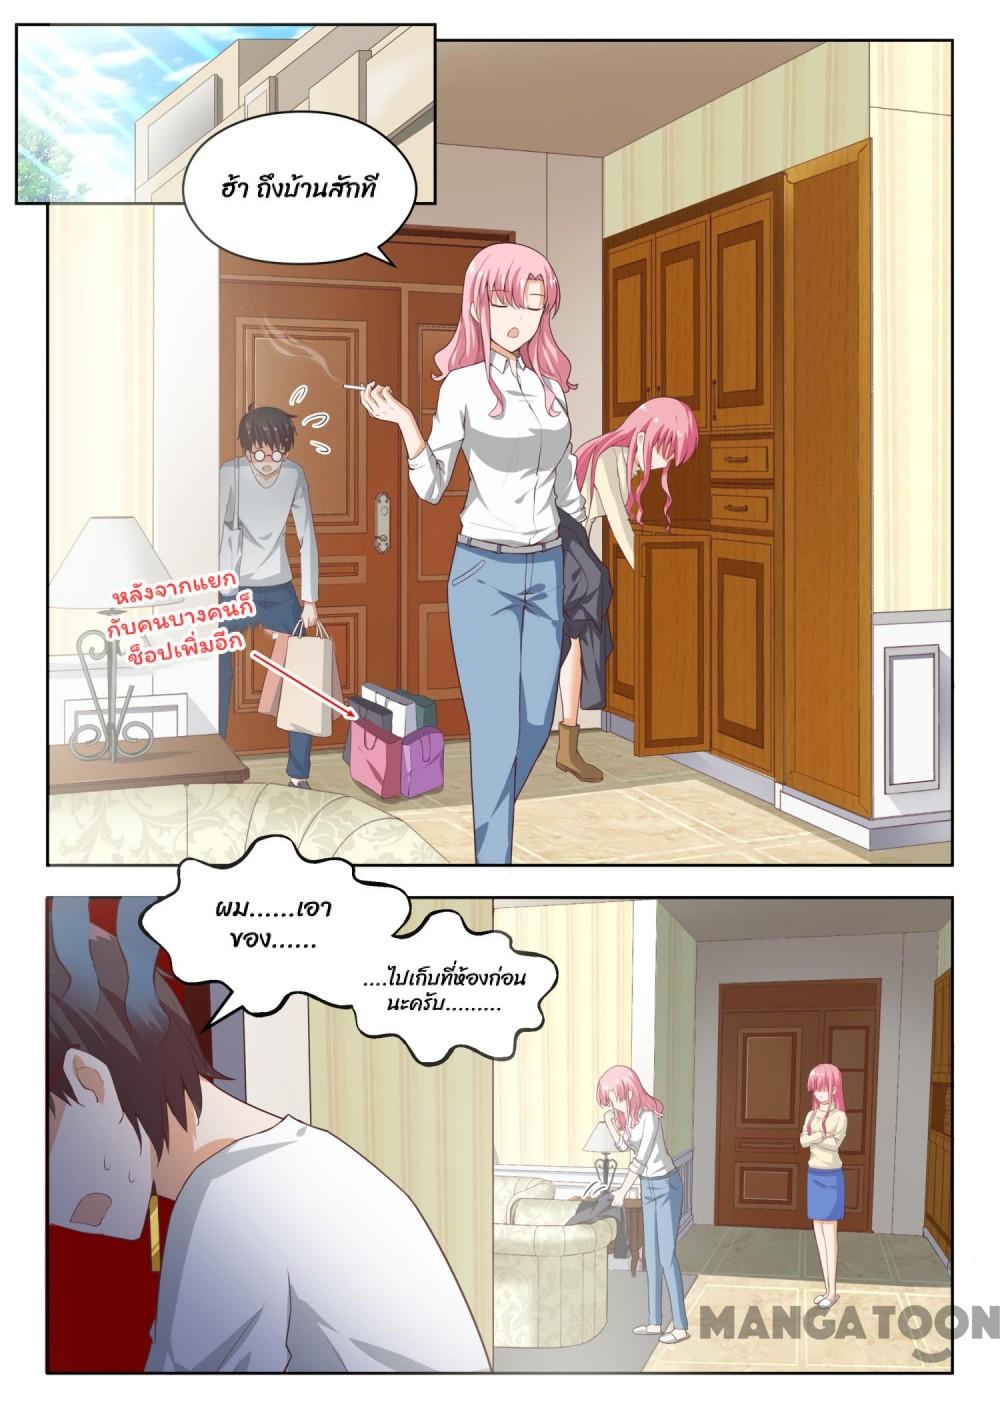 ฮ้า ถึงบ้านสักที
หลังจากแยก
กับคนบางคนก็
ช็อปเพิ่มอีก
ผม......เอา
ของ......
....ไปเก็บที่ห้องก่อน
นะครับ.........
MANGATOON